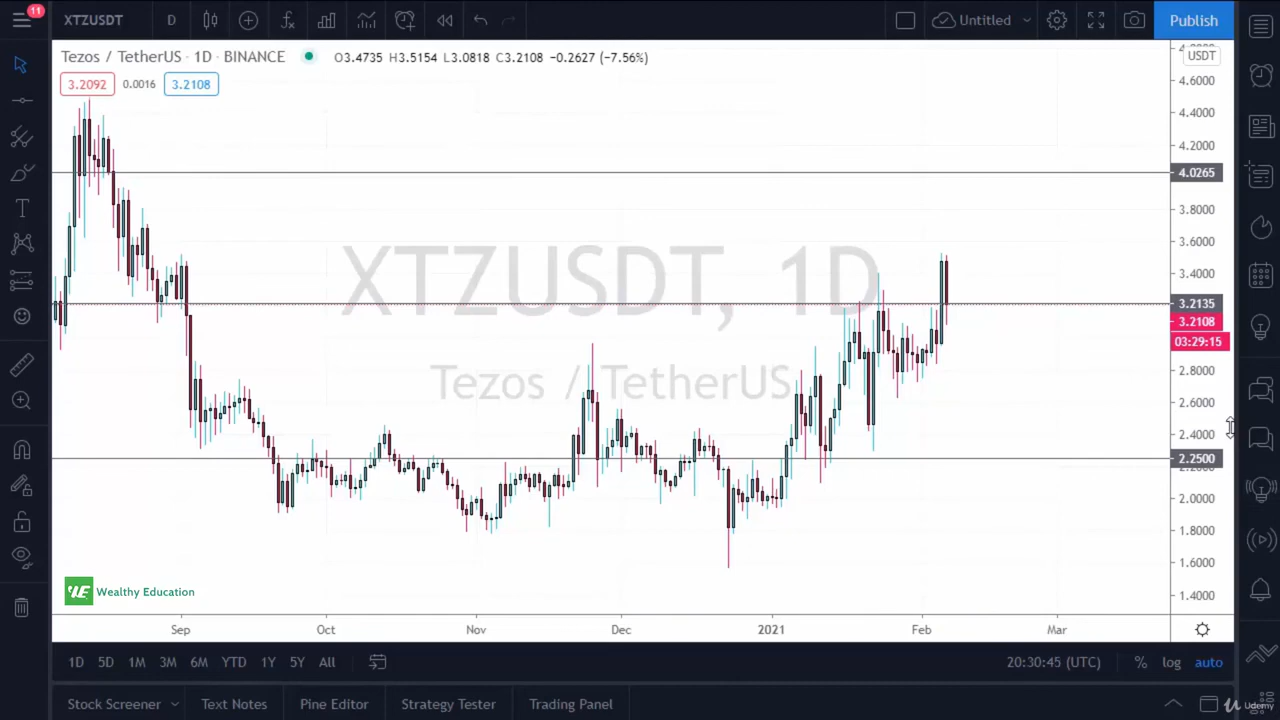 11
XTZUSDT
D
Untitled
Publish
Tezos / TetherUS · 1D · BINANCE
O3.4735 H3.5154 L3.0818 C3.2108 −0.2627 (−7.56%)
3.2092
0.0016
3.2108
USDT
4.6000
4.4000
4.2000
4.0265
3.8000
3.6000
3.4000
3.2135
3.2108
03:29:15
2.8000
2.6000
2.4000
2.2500
2.0000
1.8000
1.6000
1.4000
XTZUSDT, 1D
Tezos / TetherUS
Wealthy Education
Sep Oct Nov Dec 2021 Feb Mar
1D 5D 1M 3M 6M YTD 1Y 5Y All
20:30:45 (UTC) % log auto
Stock Screener Text Notes Pine Editor Strategy Tester Trading Panel
Udemy